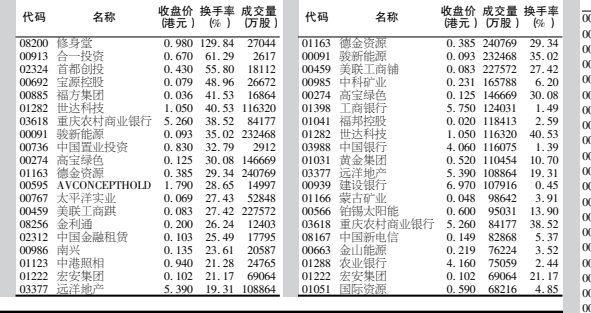 代码 名称 收盘价(港元) 换手率(%) 成交量(万股)
08200 修身堂 0.980 129.84 27044
00913 合一投资 0.670 61.29 2617
02324 首都创投 0.430 55.80 18112
00692 宝源控股 0.079 48.96 26672
00885 福方集团 0.036 41.53 16864
01282 世达科技 1.050 40.53 116320
03618 重庆农村商业银行 5.260 38.52 84177
00091 骏新能源 0.093 35.02 232468
00736 中国置业投资 0.830 32.79 2912
00274 高宝绿色 0.125 30.08 146669
01163 德金资源 0.385 29.34 240769
00595 AVCONCEPTHOLD 1.790 28.65 14997
00767 太平洋实业 0.069 27.43 52848
00459 美联工商踑 0.083 27.42 227572
08256 金利通 0.200 26.24 12403
02312 中国金融租赁 0.103 25.49 17795
00986 南兴 0.135 23.61 20587
01123 中港照相 0.940 21.28 24765
01222 宏安集团 0.102 21.17 69064
03377 远洋地产 5.390 19.31 108864
代码 名称 收盘价(港元) 换手率(%) 成交量(万股)
01163 德金资源 0.385 240769 29.34
00091 骏新能源 0.093 232468 35.02
00459 美联工商铺 0.083 227572 27.42
00985 中科矿业 0.231 165788 6.20
00274 高宝绿色 0.125 146669 30.08
01398 工商银行 5.750 124031 1.49
01041 福邦控股 0.020 118413 2.59
01282 世达科技 1.050 116320 40.53
03988 中国银行 4.060 116075 1.39
01031 黄金集团 0.520 110454 10.70
03377 远洋地产 5.390 108864 19.31
00939 建设银行 6.970 107916 0.45
01166 蒙古矿业 0.048 98642 3.91
00566 铂锡太阳能 0.600 95031 13.90
03618 重庆农村商业银行 5.260 84177 38.52
08167 中国新电信 0.149 82868 5.37
00663 金山能源 0.219 76224 3.52
01288 农业银行 4.160 75059 2.44
01222 宏安集团 0.102 69064 21.17
01051 国际资源 0.590 68216 4.85